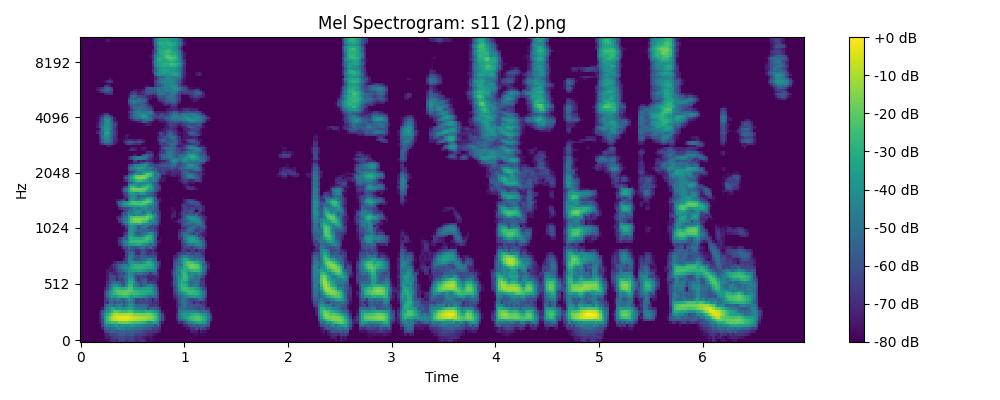 Mel Spectrogram: s11 (2).png
Hz
8192
4096
2048
1024
512
0
0 1 2 3 4 5 6
Time
+0 dB
-10 dB
-20 dB
-30 dB
-40 dB
-50 dB
-60 dB
-70 dB
-80 dB